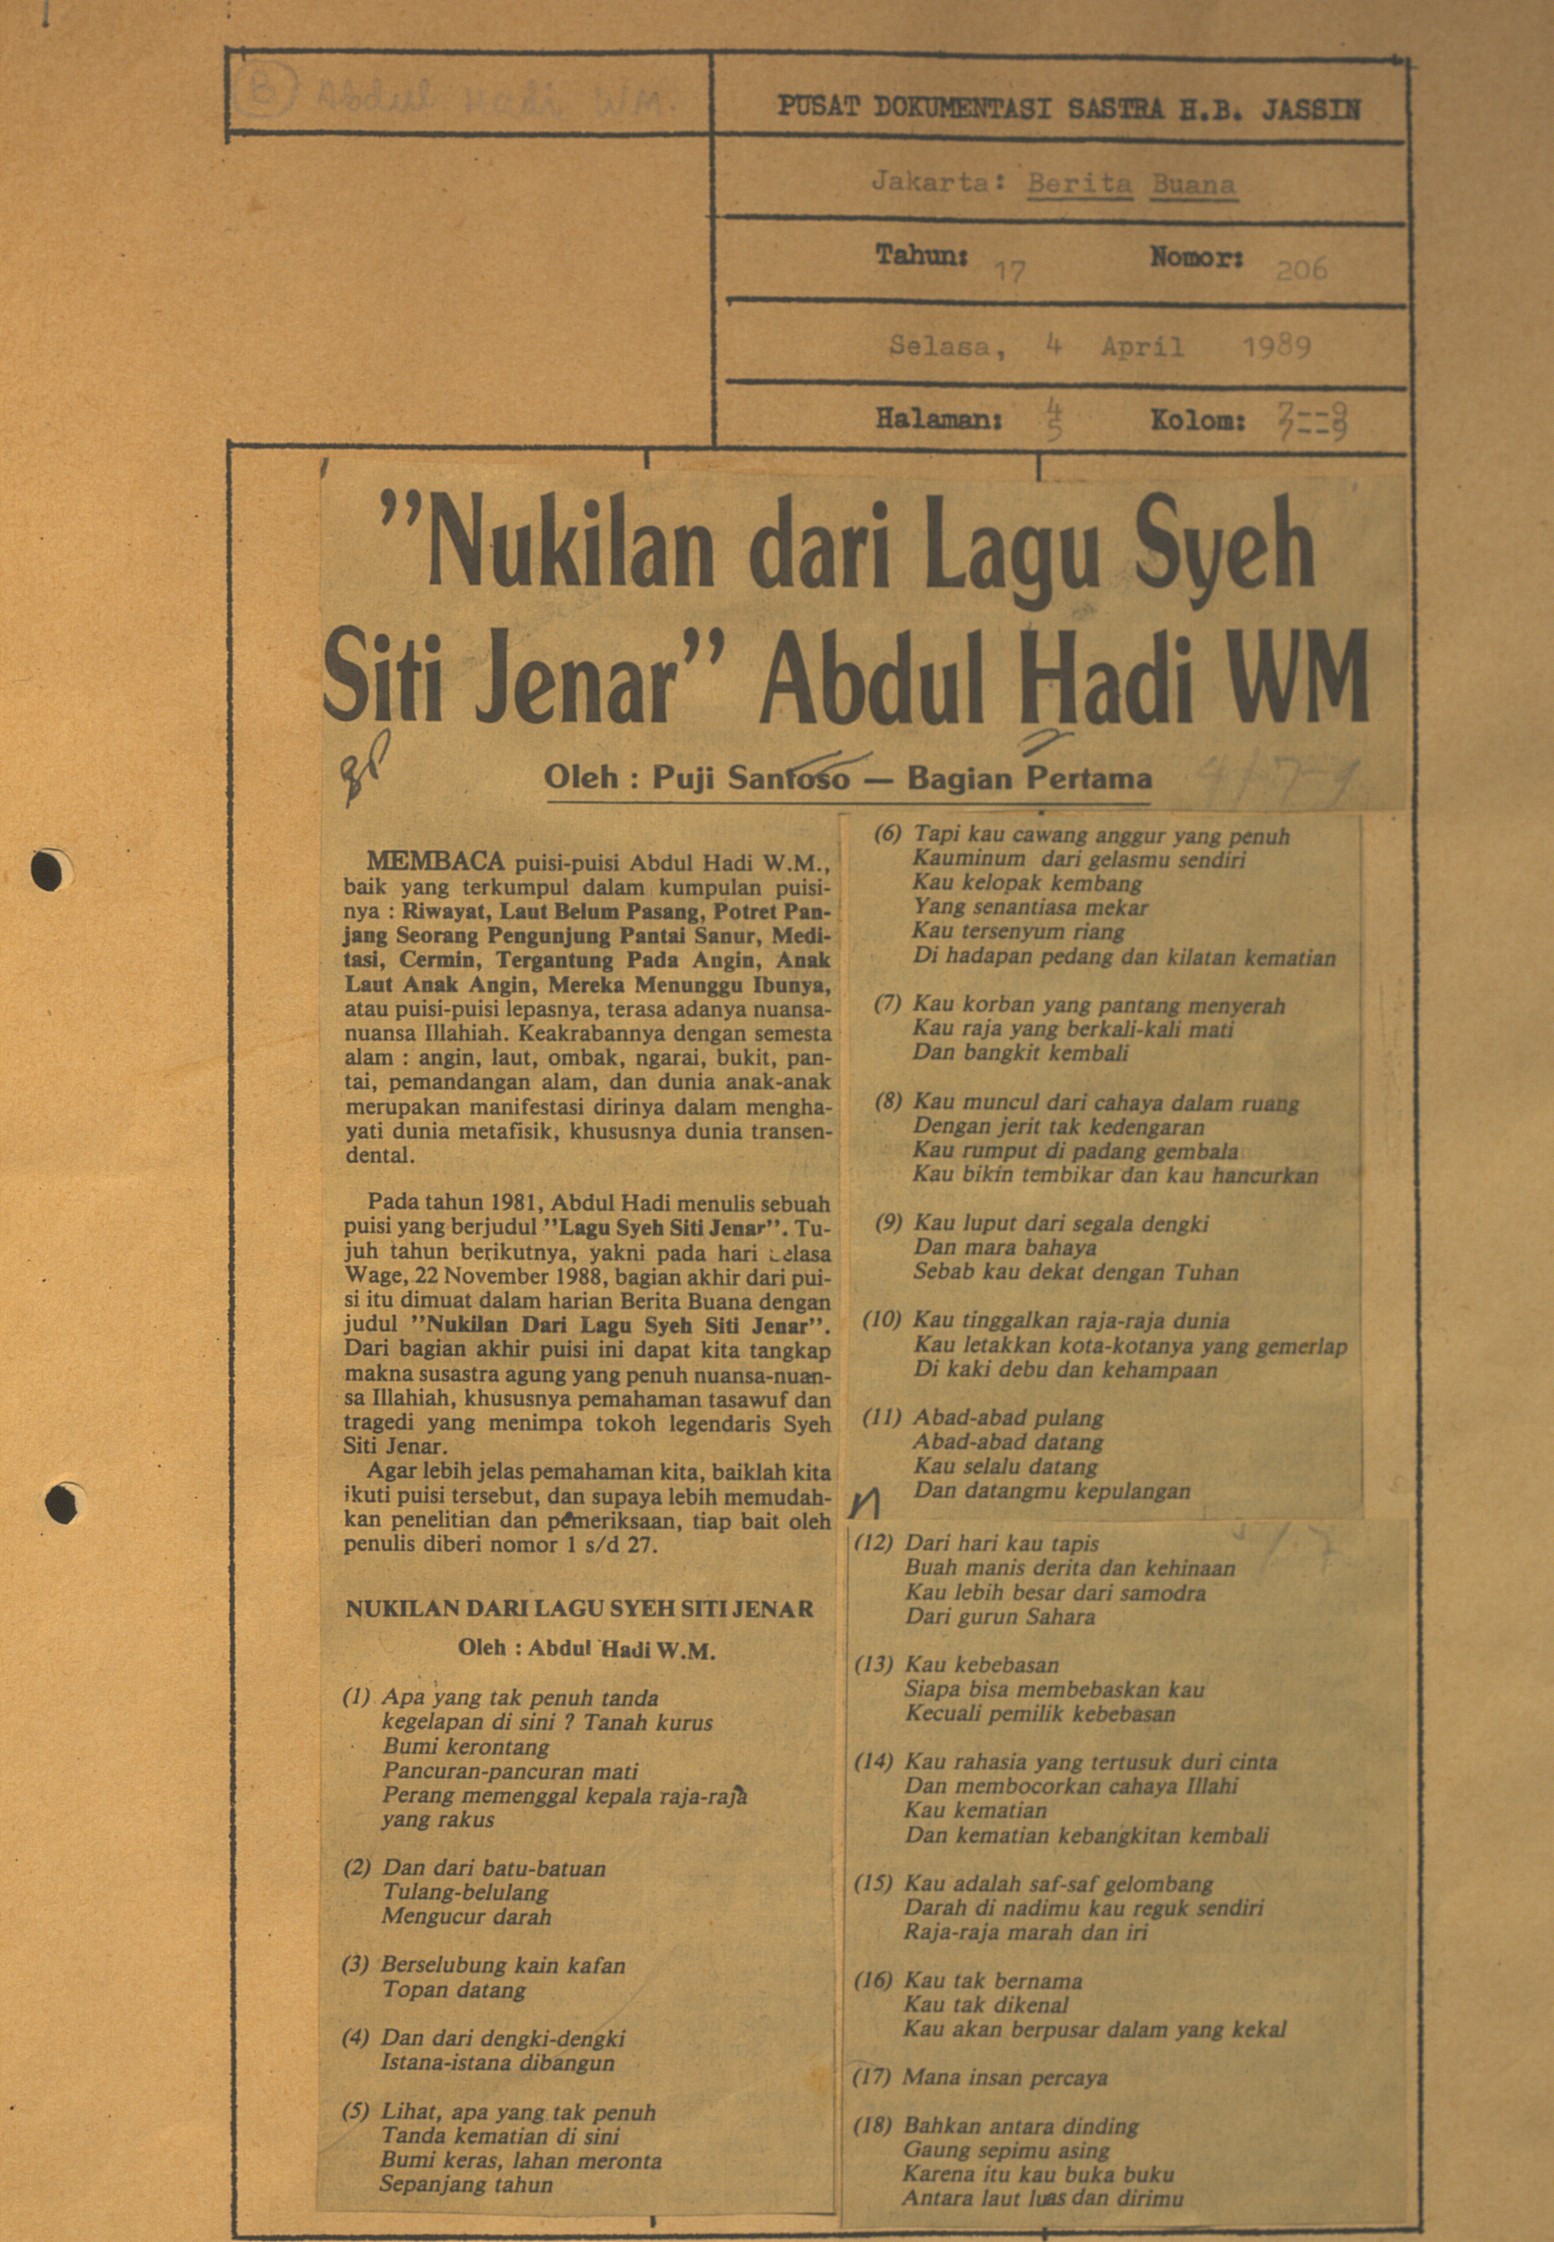 (B) Abdul Hadi WM.
PUSAT DOKUMENTASI SASTRA H.B. JASSIN
Jakarta: Berita Buana
Tahun: 17 Nomor: 206
Selasa, 4 April 1989
Halaman: 4 Kolom: 7--9
5 7--9
"Nukilan dari Lagu Syeh
Siti Jenar" Abdul Hadi WM
Oleh : Puji Santoso — Bagian Pertama
4/7-9
MEMBACA puisi-puisi Abdul Hadi W.M.,
baik yang terkumpul dalam kumpulan puisi-
nya : Riwayat, Laut Belum Pasang, Potret Pan-
jang Seorang Pengunjung Pantai Sanur, Medi-
tasi, Cermin, Tergantung Pada Angin, Anak
Laut Anak Angin, Mereka Menunggu Ibunya,
atau puisi-puisi lepasnya, terasa adanya nuansa-
nuansa Illahiah. Keakrabannya dengan semesta
alam : angin, laut, ombak, ngarai, bukit, pan-
tai, pemandangan alam, dan dunia anak-anak
merupakan manifestasi dirinya dalam mengha-
yati dunia metafisik, khususnya dunia transen-
dental.
Pada tahun 1981, Abdul Hadi menulis sebuah
puisi yang berjudul "Lagu Syeh Siti Jenar". Tu-
juh tahun berikutnya, yakni pada hari Selasa
Wage, 22 November 1988, bagian akhir dari pui-
si itu dimuat dalam harian Berita Buana dengan
judul "Nukilan Dari Lagu Syeh Siti Jenar".
Dari bagian akhir puisi ini dapat kita tangkap
makna susastra agung yang penuh nuansa-nuan-
sa Illahiah, khususnya pemahaman tasawuf dan
tragedi yang menimpa tokoh legendaris Syeh
Siti Jenar.
Agar lebih jelas pemahaman kita, baiklah kita
ikuti puisi tersebut, dan supaya lebih memudah-
kan penelitian dan pemeriksaan, tiap bait oleh
penulis diberi nomor 1 s/d 27.
NUKILAN DARI LAGU SYEH SITI JENAR
Oleh : Abdul Hadi W.M.
(1) Apa yang tak penuh tanda
kegelapan di sini ? Tanah kurus
Bumi kerontang
Pancuran-pancuran mati
Perang memenggal kepala raja-raja
yang rakus
(2) Dan dari batu-batuan
Tulang-belulang
Mengucur darah
(3) Berselubung kain kafan
Topan datang
(4) Dan dari dengki-dengki
Istana-istana dibangun
(5) Lihat, apa yang tak penuh
Tanda kematian di sini
Bumi keras, lahan meronta
Sepanjang tahun
(6) Tapi kau cawang anggur yang penuh
Kauminum dari gelasmu sendiri
Kau kelopak kembang
Yang senantiasa mekar
Kau tersenyum riang
Di hadapan pedang dan kilatan kematian
(7) Kau korban yang pantang menyerah
Kau raja yang berkali-kali mati
Dan bangkit kembali
(8) Kau muncul dari cahaya dalam ruang
Dengan jerit tak kedengaran
Kau rumput di padang gembala
Kau bikin tembikar dan kau hancurkan
(9) Kau luput dari segala dengki
Dan mara bahaya
Sebab kau dekat dengan Tuhan
(10) Kau tinggalkan raja-raja dunia
Kau letakkan kota-kotanya yang gemerlap
Di kaki debu dan kehampaan
(11) Abad-abad pulang
Abad-abad datang
Kau selalu datang
Dan datangmu kepulangan
(12) Dari hari kau tapis
Buah manis derita dan kehinaan
Kau lebih besar dari samodra
Dari gurun Sahara
(13) Kau kebebasan
Siapa bisa membebaskan kau
Kecuali pemilik kebebasan
(14) Kau rahasia yang tertusuk duri cinta
Dan membocorkan cahaya Illahi
Kau kematian
Dan kematian kebangkitan kembali
(15) Kau adalah saf-saf gelombang
Darah di nadimu kau reguk sendiri
Raja-raja marah dan iri
(16) Kau tak bernama
Kau tak dikenal
Kau akan berpusar dalam yang kekal
(17) Mana insan percaya
(18) Bahkan antara dinding
Gaung sepimu asing
Karena itu kau buka buku
Antara laut luas dan dirimu